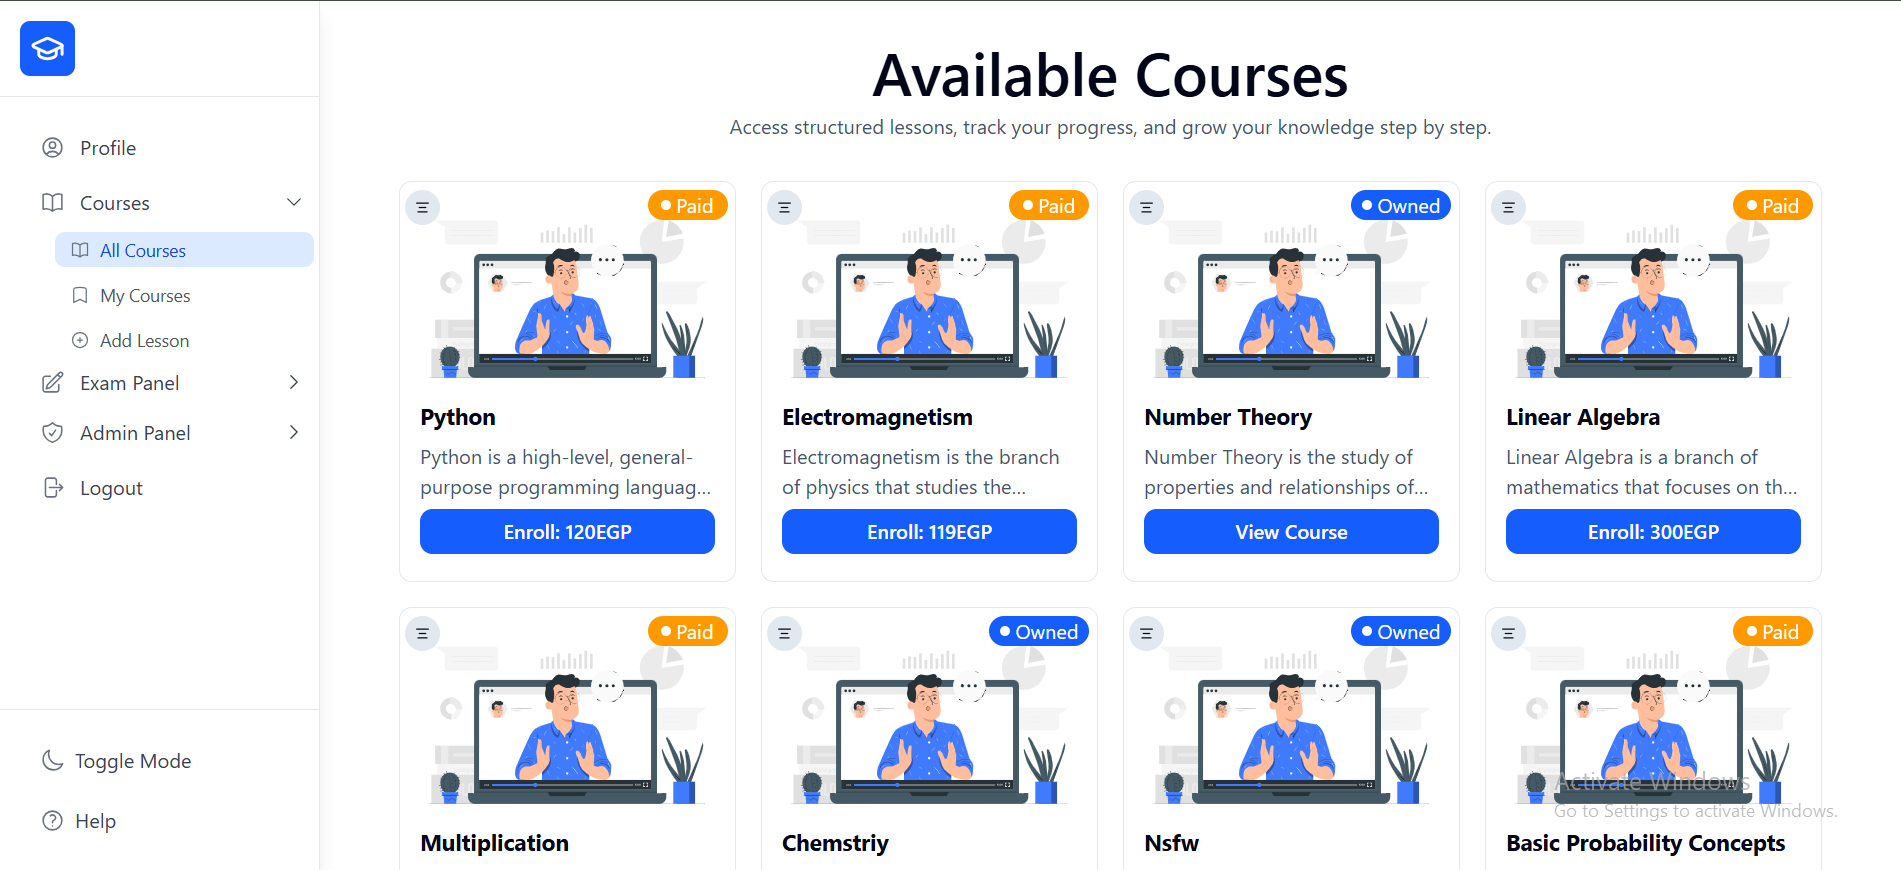 Profile
Courses
All Courses
My Courses
Add Lesson
Exam Panel
Admin Panel
Logout
Toggle Mode
Help
Available Courses
Access structured lessons, track your progress, and grow your knowledge step by step.
Paid
Python
Python is a high-level, general-
purpose programming languag...
Enroll: 120EGP
Paid
Electromagnetism
Electromagnetism is the branch
of physics that studies the...
Enroll: 119EGP
Owned
Number Theory
Number Theory is the study of
properties and relationships of...
View Course
Paid
Linear Algebra
Linear Algebra is a branch of
mathematics that focuses on th...
Enroll: 300EGP
Paid
Multiplication
Owned
Chemstriy
Owned
Nsfw
Paid
Basic Probability Concepts
Activate Windows
Go to Settings to activate Windows.